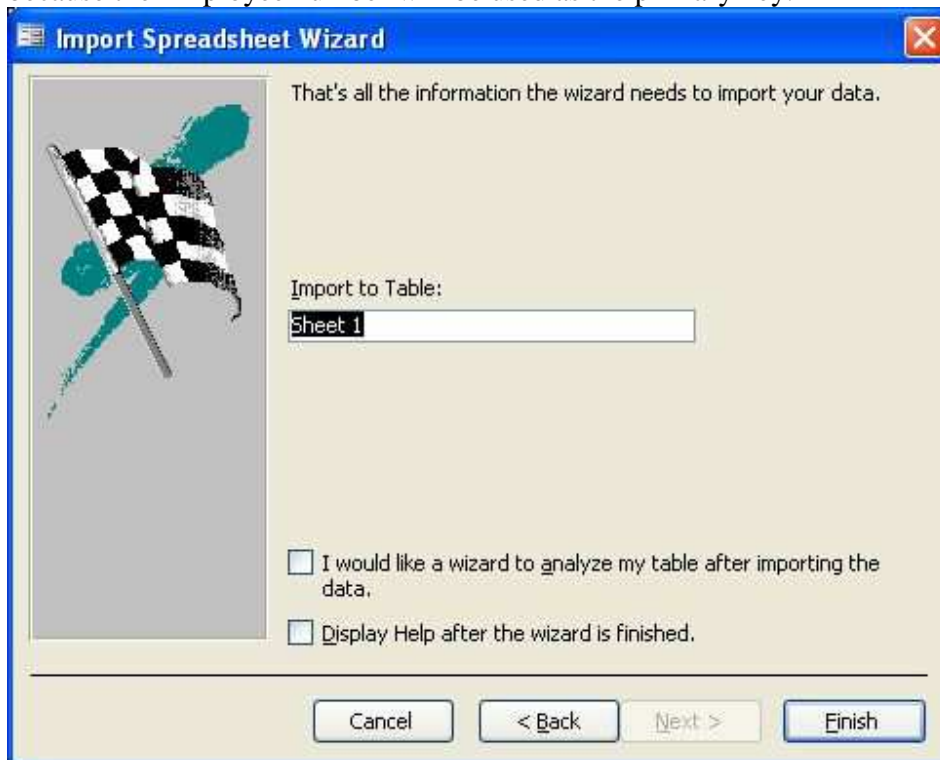 Import Spreadsheet Wizard
That's all the information the wizard needs to import your data.
Import to Table:
Sheet 1
I would like a wizard to analyze my table after importing the
data.
Display Help after the wizard is finished.
Cancel
< Back
Next >
Finish